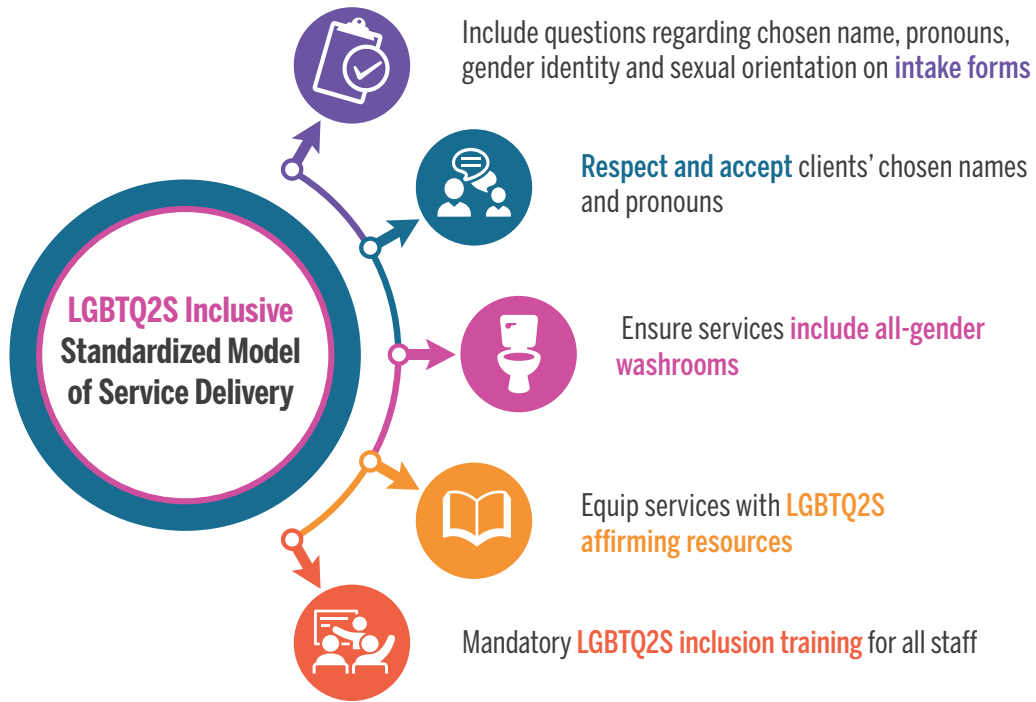 Include questions regarding chosen name, pronouns,
gender identity and sexual orientation on intake forms
Respect and accept clients’ chosen names
and pronouns
LGBTQ2S Inclusive
Standardized Model
of Service Delivery
Ensure services include all-gender
washrooms
Equip services with LGBTQ2S
affirming resources
Mandatory LGBTQ2S inclusion training for all staff